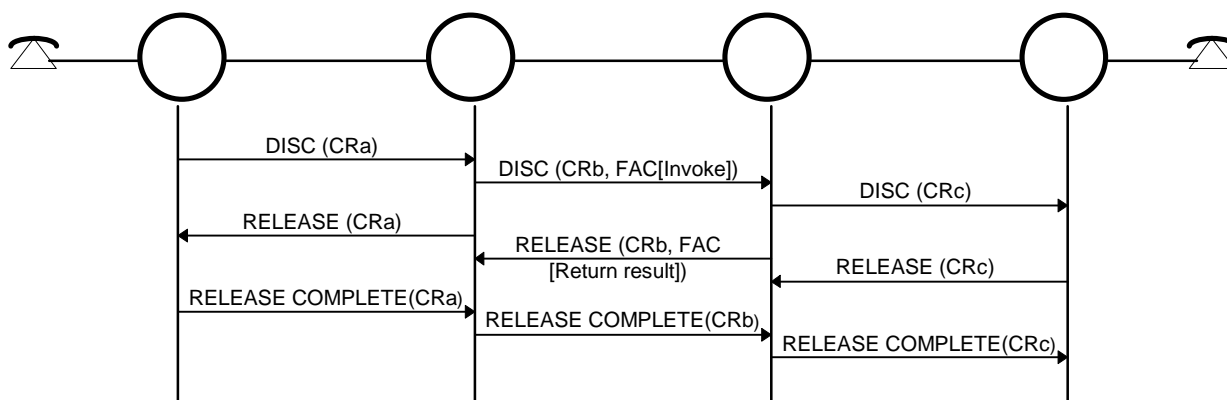 DISC (CRa)
DISC (CRb, FAC[Invoke])
DISC (CRc)
RELEASE (CRa)
RELEASE (CRb, FAC
[Return result])
RELEASE (CRc)
RELEASE COMPLETE(CRa)
RELEASE COMPLETE(CRb)
RELEASE COMPLETE(CRc)